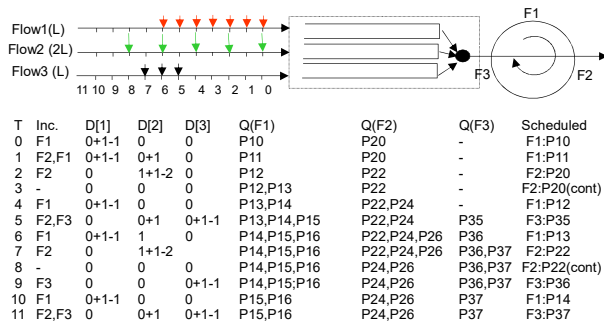 F1
Flow1(L)
Flow2 (2L)
Flow3 (L)
F3
F2
11 10 9 8 7 6 5 4 3 2 1 0
T Inc. D[1] D[2] D[3] Q(F1) Q(F2) Q(F3) Scheduled
0 F1 0+1-1 0 0 P10 P20 - F1:P10
1 F2,F1 0+1-1 0+1 0 P11 P20 - F1:P11
2 F2 0 1+1-2 0 P12 P22 - F2:P20
3 - 0 0 0 P12,P13 P22 - F2:P20(cont)
4 F1 0+1-1 0 0 P13,P14 P22,P24 - F1:P12
5 F2,F3 0 0+1 0+1-1 P13,P14,P15 P22,P24 P35 F3:P35
6 F1 0+1-1 1 0 P14,P15,P16 P22,P24,P26 P36 F1:P13
7 F2 0 1+1-2 P14,P15,P16 P22,P24,P26 P36,P37 F2:P22
8 - 0 0 0 P14,P15,P16 P24,P26 P36,P37 F2:P22(cont)
9 F3 0 0 0+1-1 P14,P15;P16 P24,P26 P36,P37 F3:P36
10 F1 0+1-1 0 0 P15,P16 P24,P26 P37 F1:P14
11 F2,F3 0 0+1 0+1-1 P15,P16 P24,P26 P37 F3:P37